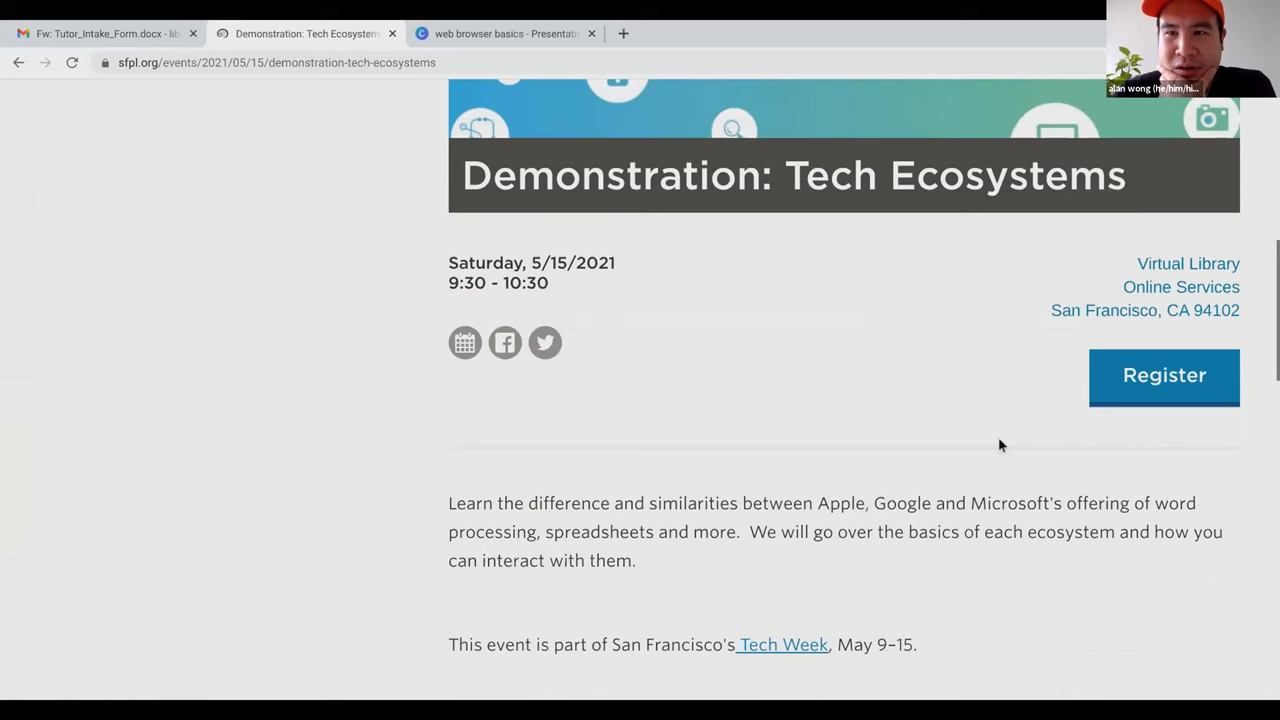 Fw: Tutor_Intake_Form.docx - lib
Demonstration: Tech Ecosystem
web browser basics - Presentati
sfpl.org/events/2021/05/15/demonstration-tech-ecosystems
alan wong (he/him/hi...
Demonstration: Tech Ecosystems
Saturday, 5/15/2021
9:30 - 10:30
Virtual Library
Online Services
San Francisco, CA 94102
Register
Learn the difference and similarities between Apple, Google and Microsoft's offering of word
processing, spreadsheets and more. We will go over the basics of each ecosystem and how you
can interact with them.
This event is part of San Francisco's Tech Week, May 9–15.